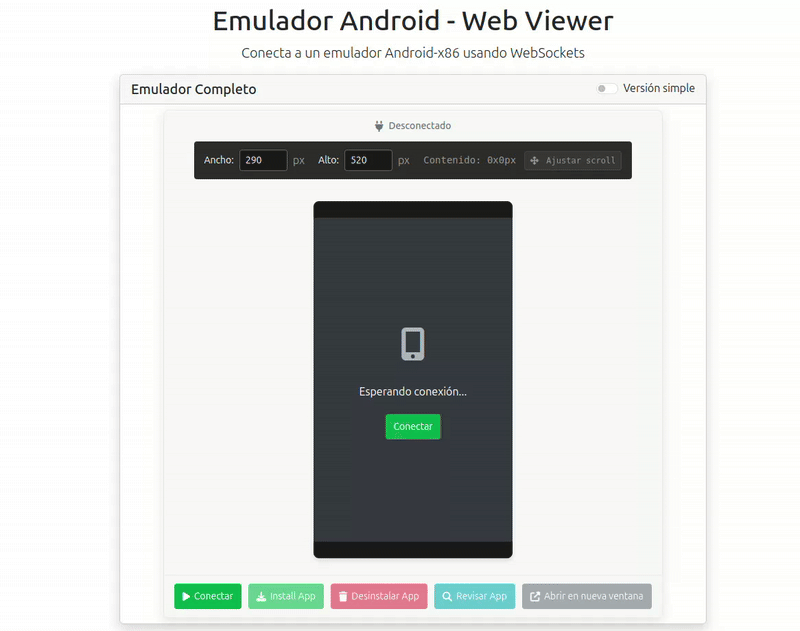 Emulador Android - Web Viewer
Conecta a un emulador Android-x86 usando WebSockets
Emulador Completo
Versión simple
Desconectado
Ancho: 290 px Alto: 520 px Contenido: 0x0px Ajustar scroll
Esperando conexión...
Conectar
Conectar Install App Desinstalar App Revisar App Abrir en nueva ventana